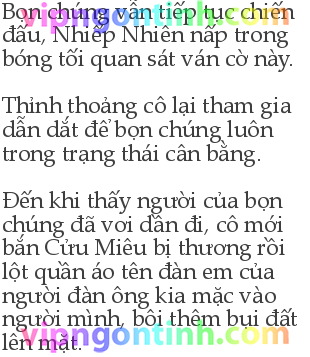 Bọn chúng vẫn tiếp tục chiến
vipngontinh.com
đấu, Nhiếp Nhiên nấp trong
bóng tối quan sát ván cờ này.
Thỉnh thoảng cô lại tham gia
dẫn dắt để bọn chúng luôn
trong trạng thái cân bằng.
Đến khi thấy người của bọn
chúng đã vơi dần đi, cô mới
bắn Cửu Miêu bị thương rồi
lột quần áo tên đàn em của
người đàn ông kia mặc vào
người mình, bôi thêm bụi đất
vipngontinh.com
lên mặt.